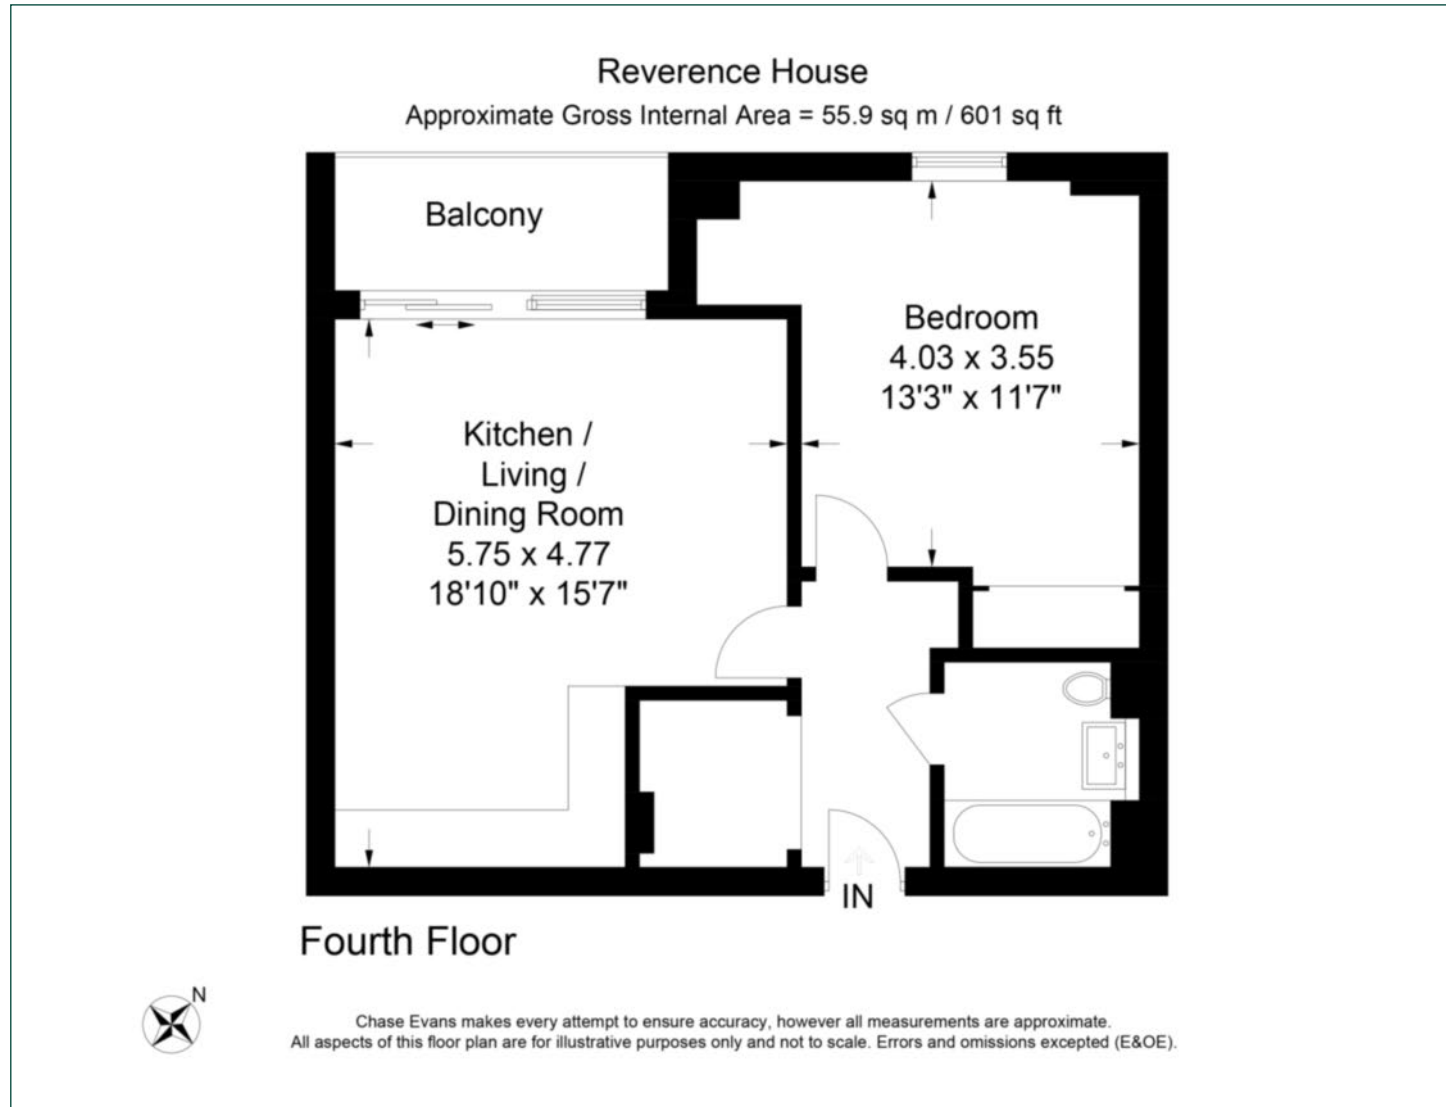 Reverence House
Approximate Gross Internal Area = 55.9 sq m / 601 sq ft
Balcony
Bedroom
4.03 x 3.55
13'3" x 11'7"
Kitchen /
Living /
Dining Room
5.75 x 4.77
18'10" x 15'7"
IN
Fourth Floor
N
Chase Evans makes every attempt to ensure accuracy, however all measurements are approximate.
All aspects of this floor plan are for illustrative purposes only and not to scale. Errors and omissions excepted (E&OE).